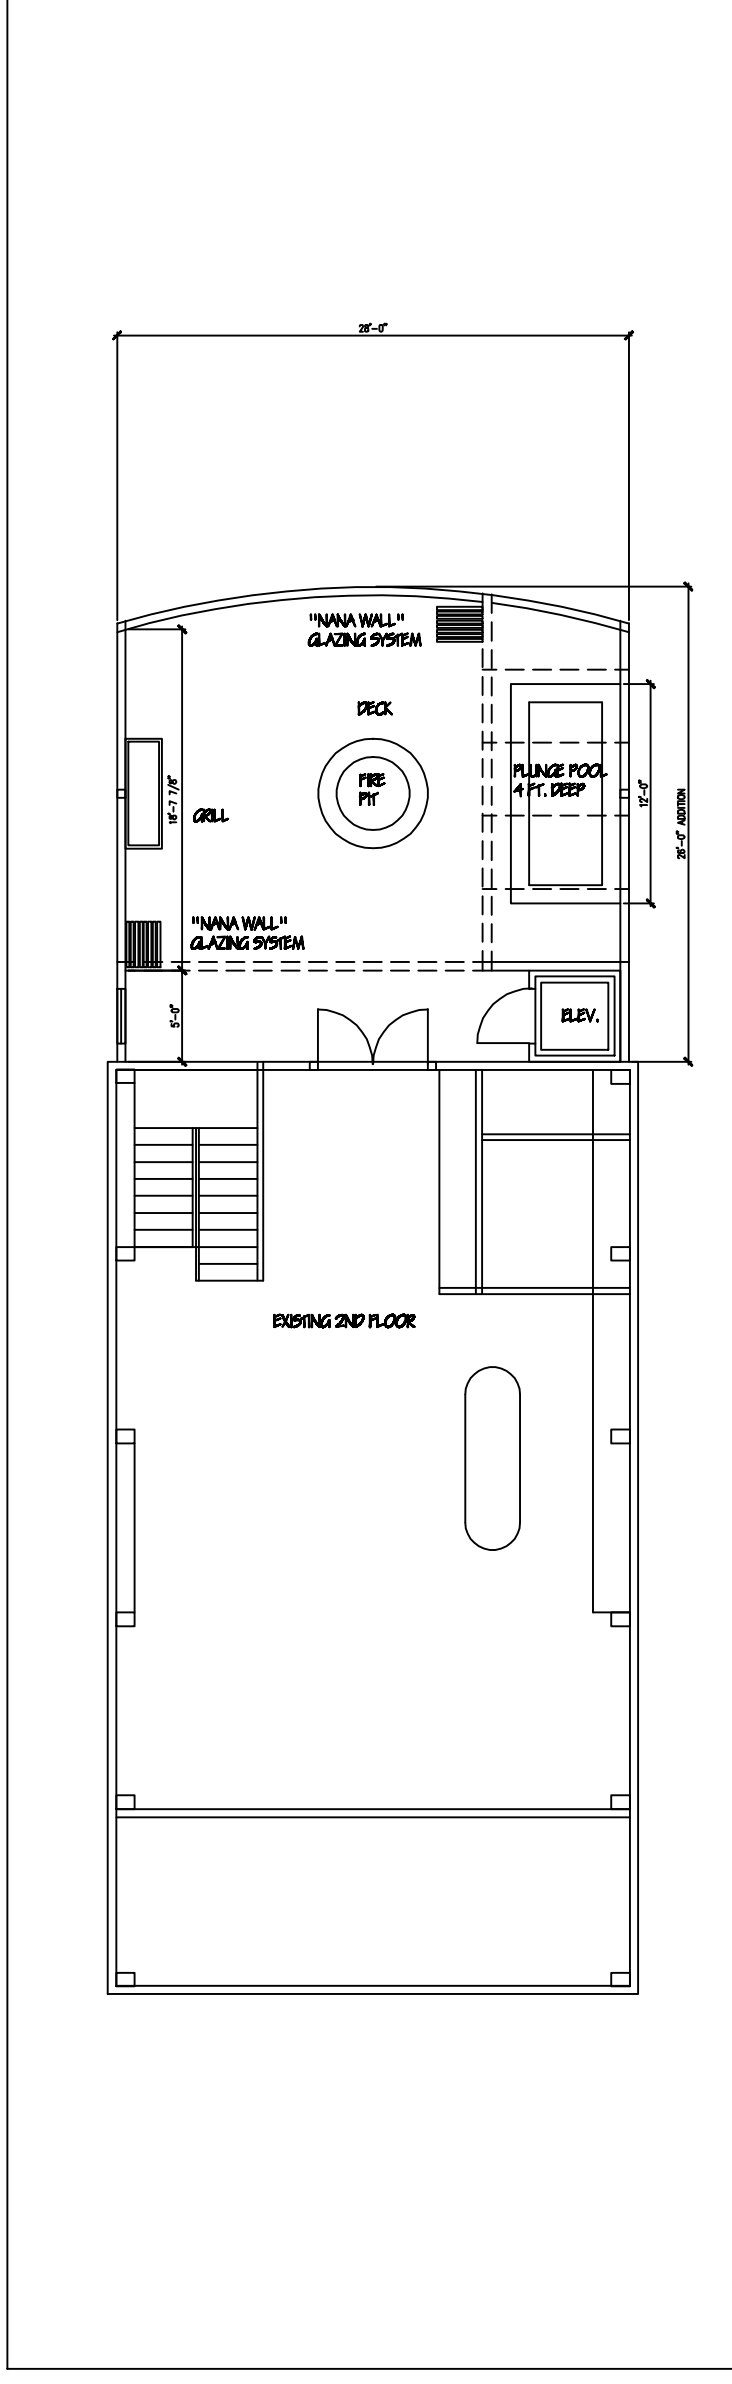 28'-0"
"NANA WALL"
GLAZING SYSTEM
DECK
FIRE
PIT
PLUNGE POOL
4 FT. DEEP
12'-0"
26'-0" ADDITION
18'-7 7/8"
GRILL
"NANA WALL"
GLAZING SYSTEM
5'-0"
ELEV.
EXISTING 2ND FLOOR